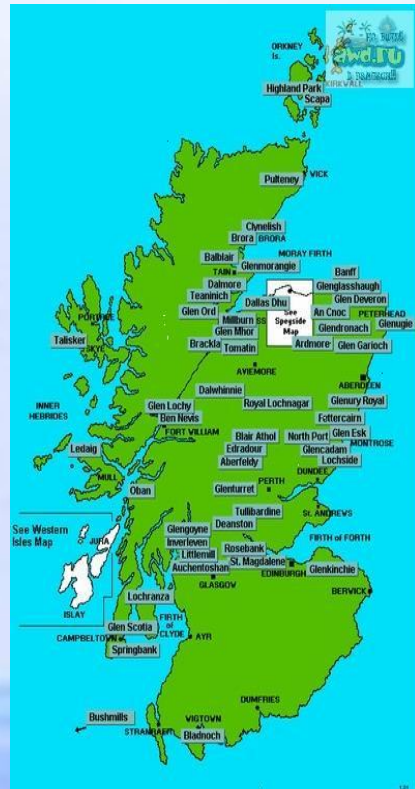 ORKNEY
Is.
awd.ru
Highland Park
KIRKWALL
Scapa
Pulteney
WICK
Clynelish
Brora
BRORA
Balblair
MORAY FIRTH
Glenmorangie
TAIN
Banff
Dalmore
Glenglasshaugh
Teaninich
Glen Deveron
Dallas Dhu
Glen Ord
An Cnoc
PETERHEAD
Millburn
SS
See
Speyside
Map
Glen Mhor
Glendronach
Glenugie
PORTREE
Talisker
SKYE
Brackla
Tomatin
Ardmore
Glen Garioch
AVIEMORE
ABERDEEN
Dalwhinnie
INNER
HEBRIDES
Glen Lochy
Royal Lochnagar
Glenury Royal
Ben Nevis
Fettercairn
FORT WILLIAM
Blair Athol
North Port
Glen Esk
MONTROSE
Ledaig
Edradour
Glencadam
Aberfeldy
Lochside
MULL
DUNDEE
Oban
Glenturret
PERTH
Tullibardine
St. ANDREWS
See Western
Isles Map
Glengoyne
Deanston
JURA
Inverleven
FIRTH of FORTH
Littlemill
Rosebank
Auchentoshan
St. Magdalene
EDINBURGH
Glenkinchie
GLASGOW
ISLAY
Lochranza
BERWICK
FIRTH
of
CLYDE
Glen Scotia
CAMPBELTOWN
AYR
Springbank
DUMFRIES
Bushmills
WIGTOWN
STRANRAER
Bladnoch